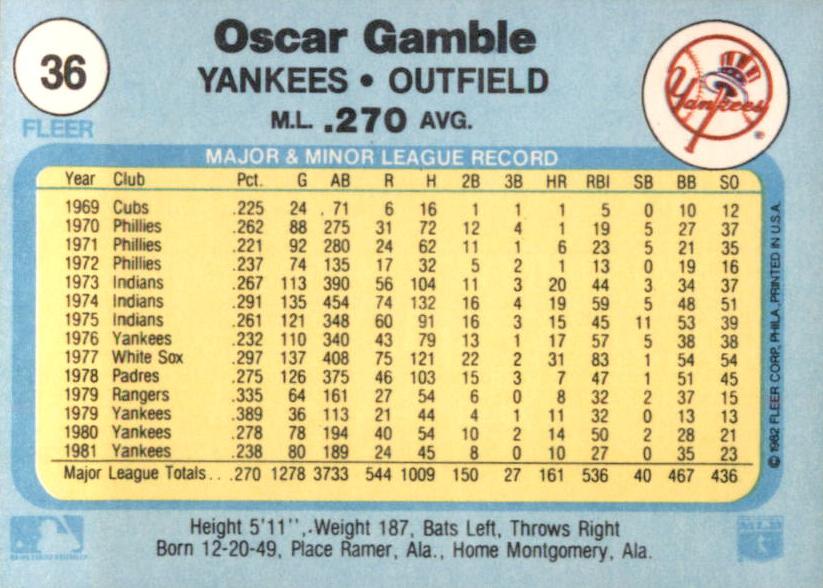 36
FLEER
Oscar Gamble
YANKEES • OUTFIELD
M.L. .270 AVG.
Yankees
MAJOR & MINOR LEAGUE RECORD
Year Club Pct. G AB R H 2B 3B HR RBI SB BB SO
1969 Cubs .225 24 71 6 16 1 1 1 5 0 10 12
1970 Phillies .262 88 275 31 72 12 4 1 19 5 27 37
1971 Phillies .221 92 280 24 62 11 1 6 23 5 21 35
1972 Phillies .237 74 135 17 32 5 2 1 13 0 19 16
1973 Indians .267 113 390 56 104 11 3 20 44 3 34 37
1974 Indians .291 135 454 74 132 16 4 19 59 5 48 51
1975 Indians .261 121 348 60 91 16 3 15 45 11 53 39
1976 Yankees .232 110 340 43 79 13 1 17 57 5 38 38
1977 White Sox .297 137 408 75 121 22 2 31 83 1 54 54
1978 Padres .275 126 375 46 103 15 3 7 47 1 51 45
1979 Rangers .335 64 161 27 54 6 0 8 32 2 37 15
1979 Yankees .389 36 113 21 44 4 1 11 32 0 13 13
1980 Yankees .278 78 194 40 54 10 2 14 50 2 28 21
1981 Yankees .238 80 189 24 45 8 0 10 27 0 35 23
Major League Totals... .270 1278 3733 544 1009 150 27 161 536 40 467 436
© 1982 FLEER CORP. PHILA. PRINTED IN U.S.A.
Height 5'11'', Weight 187, Bats Left, Throws Right
Born 12-20-49, Place Ramer, Ala., Home Montgomery, Ala.